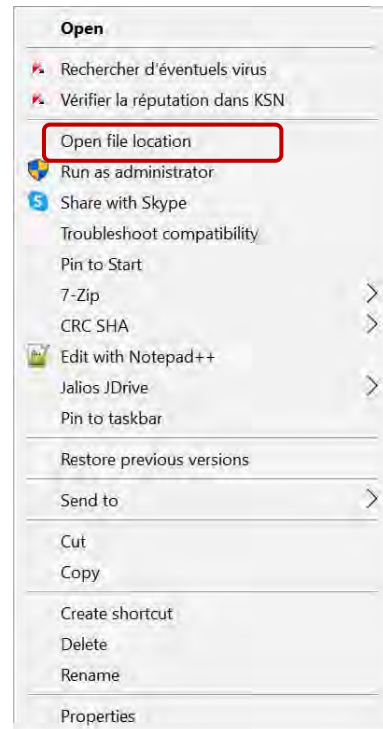 Open
Rechercher d'éventuels virus
Vérifier la réputation dans KSN
Open file location
Run as administrator
Share with Skype
Troubleshoot compatibility
Pin to Start
7-Zip
CRC SHA
Edit with Notepad++
Jalios JDrive
Pin to taskbar
Restore previous versions
Send to
Cut
Copy
Create shortcut
Delete
Rename
Properties